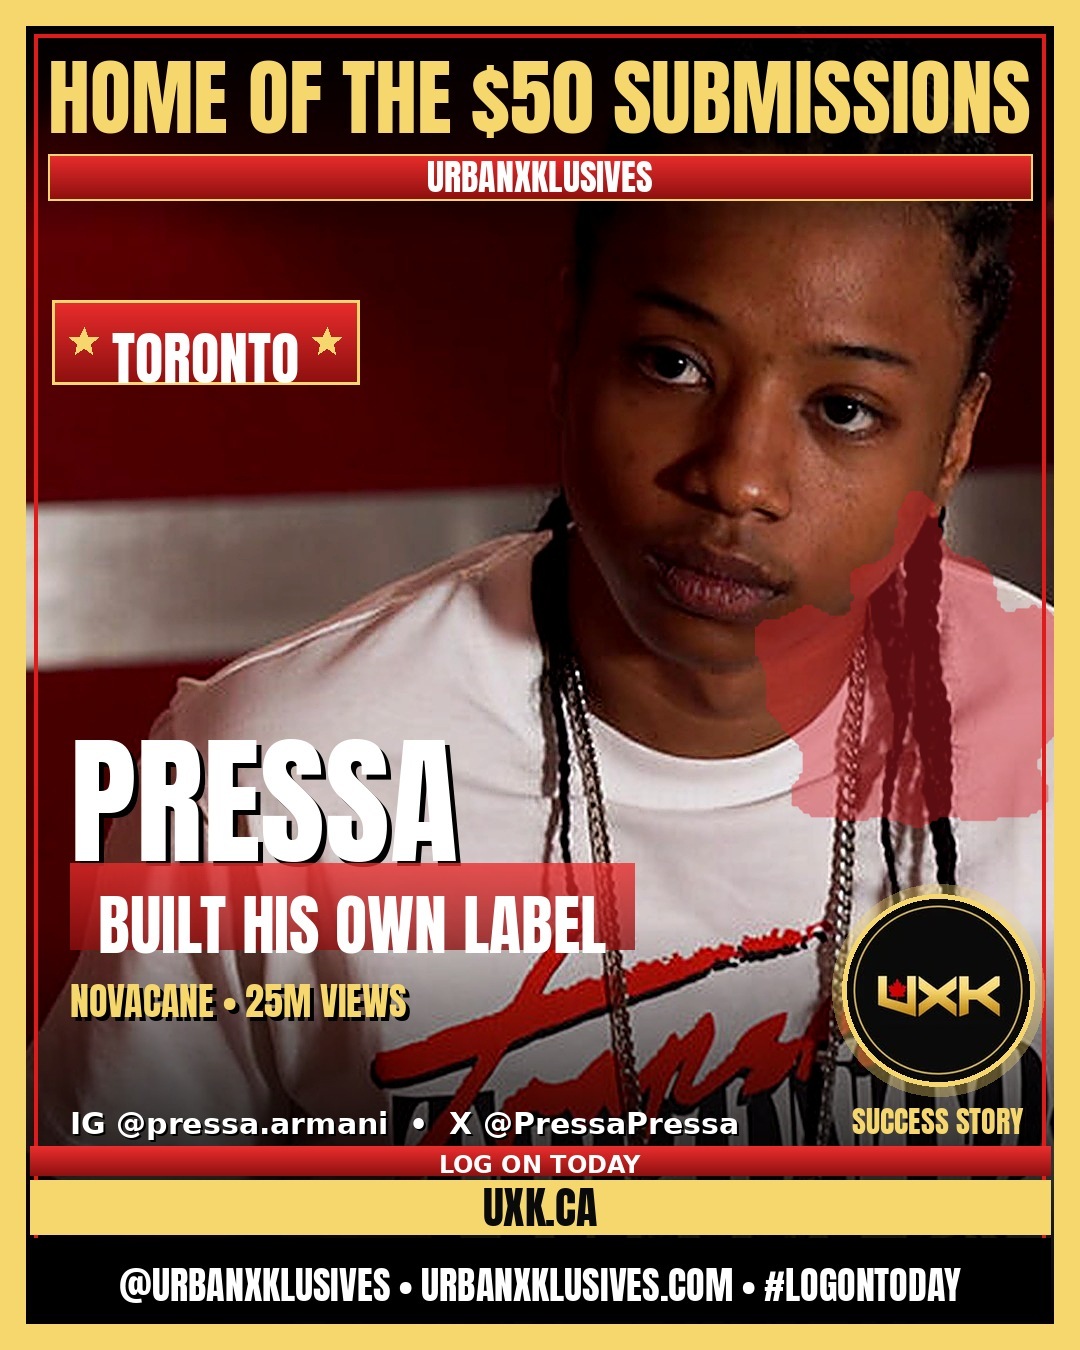 HOME OF THE $50 SUBMISSIONS
URBANXKLUSIVES
TORONTO
PRESSA
BUILT HIS OWN LABEL
NOVACANE • 25M VIEWS
UXK
IG @pressa.armani • X @PressaPressa
SUCCESS STORY
LOG ON TODAY
UXK.CA
@URBANXKLUSIVES • URBANXKLUSIVES.COM • #LOGONTODAY